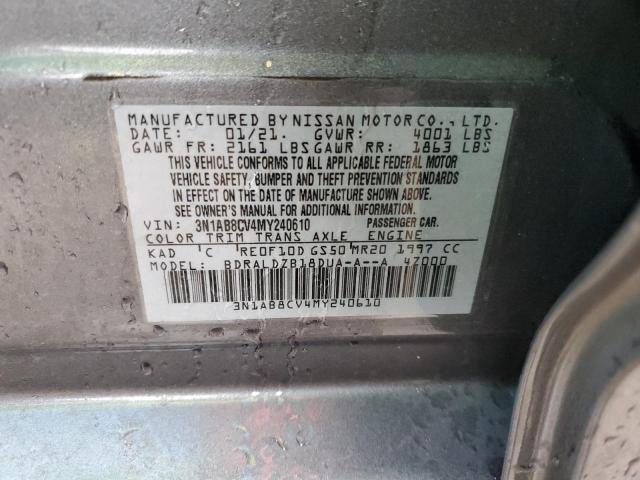 MANUFACTURED BY NISSAN MOTOR CO., LTD.
DATE: 01/21. GVWR: 4001 LBS
GAWR FR: 2161 LBS GAWR RR: 1863 LBS
THIS VEHICLE CONFORMS TO ALL APPLICABLE FEDERAL MOTOR
VEHICLE SAFETY, BUMPER AND THEFT PREVENTION STANDARDS
IN EFFECT ON THE DATE OF MANUFACTURE SHOWN ABOVE.
SEE OWNER'S MANUAL FOR ADDITIONAL INFORMATION
VIN: 3N1AB8CV4MY240610 PASSENGER CAR.
COLOR TRIM TRANS AXLE ENGINE
KAD C RE0F10D GS50 MR20 1997 CC
MODEL: BDRALDZB18DUA-A--A 4Z000
3N1AB8CV4MY240610